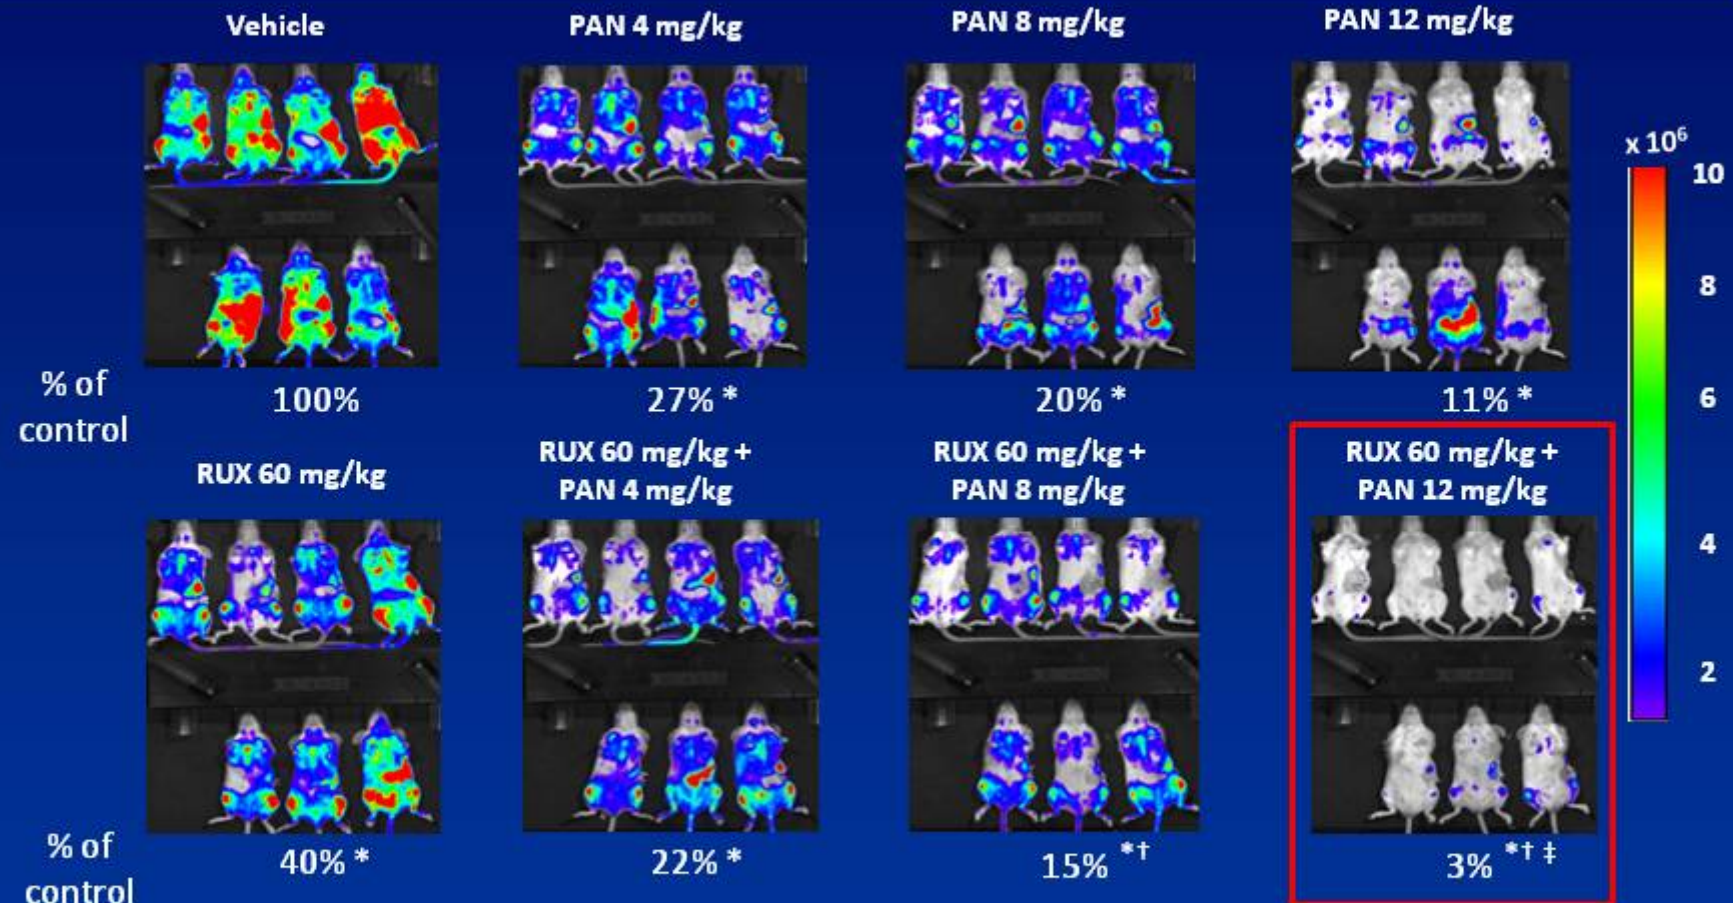 Vehicle
PAN 4 mg/kg
PAN 8 mg/kg
PAN 12 mg/kg
x 10⁶
10
8
6
4
2
% of
control
100%
27% *
20% *
11% *
RUX 60 mg/kg
RUX 60 mg/kg +
PAN 4 mg/kg
RUX 60 mg/kg +
PAN 8 mg/kg
RUX 60 mg/kg +
PAN 12 mg/kg
% of
control
40% *
22% *
15% *†
3% *† ‡